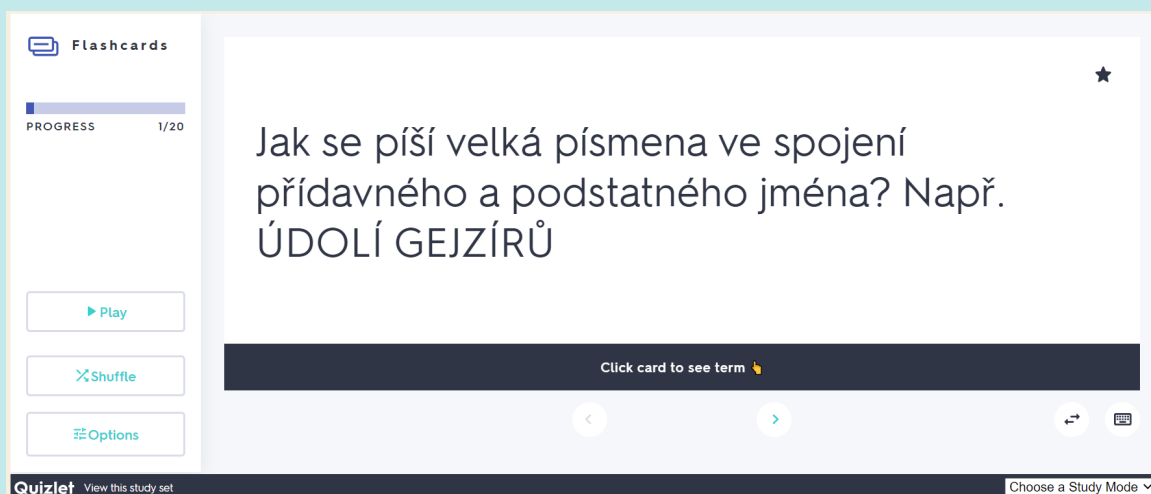 Flashcards
PROGRESS 1/20
Jak se píší velká písmena ve spojení
přídavného a podstatného jména? Např.
ÚDOLÍ GEJZÍRŮ
Play
Shuffle
Options
Click card to see term
Quizlet View this study set
Choose a Study Mode